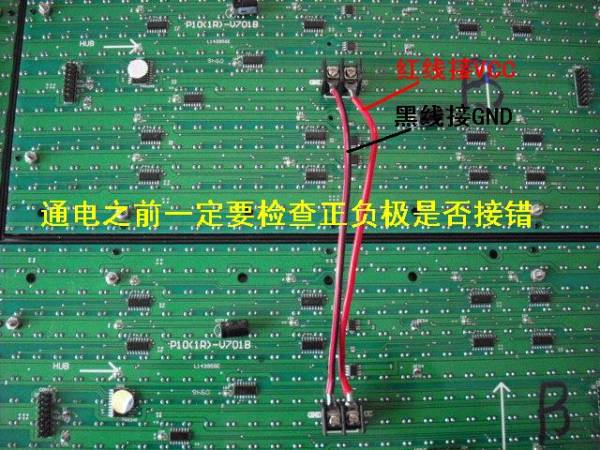 P10(1R)-V701B
HUB
红线接VCC
黑线接GND
通电之前一定要检查正负极是否接错
P10(1R)-V701B
HUB
GND
B